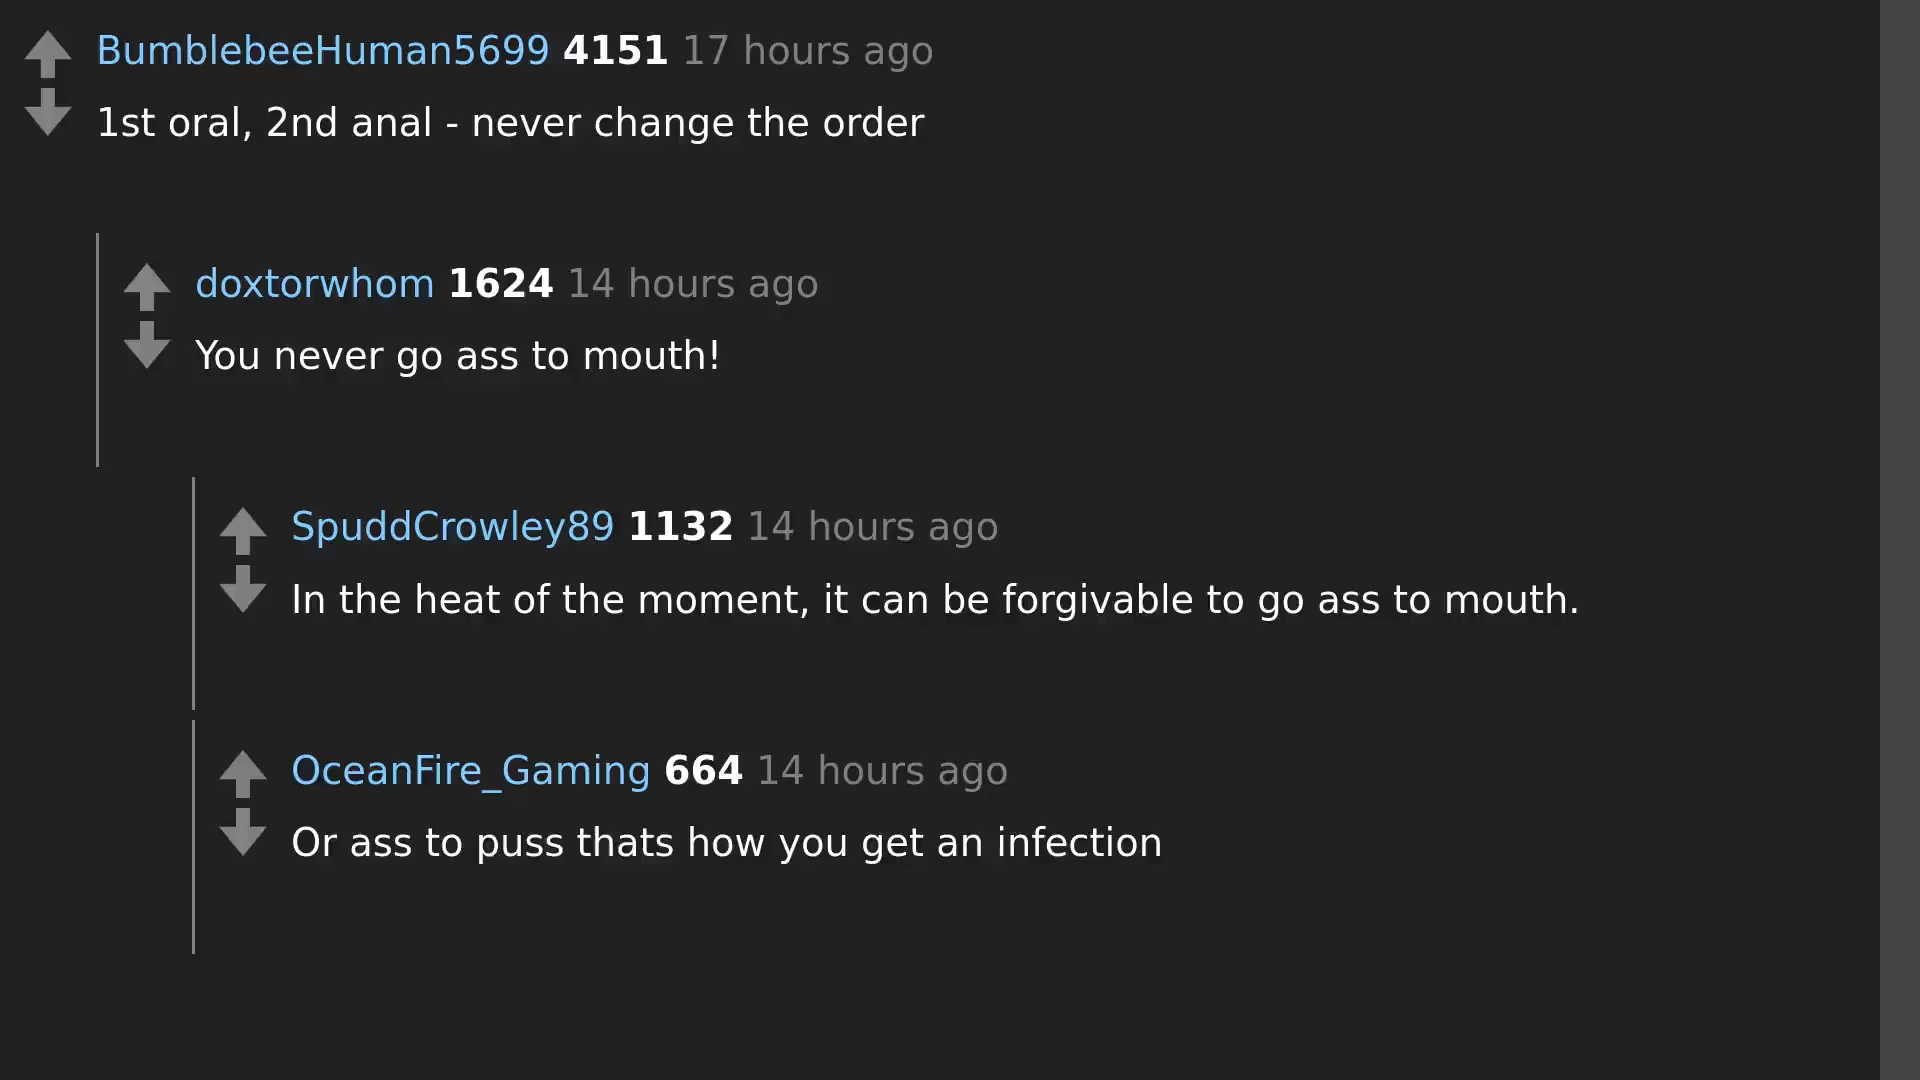 BumblebeeHuman5699 4151 17 hours ago
1st oral, 2nd anal - never change the order
doxtorwhom 1624 14 hours ago
You never go ass to mouth!
SpuddCrowley89 1132 14 hours ago
In the heat of the moment, it can be forgivable to go ass to mouth.
OceanFire_Gaming 664 14 hours ago
Or ass to puss thats how you get an infection